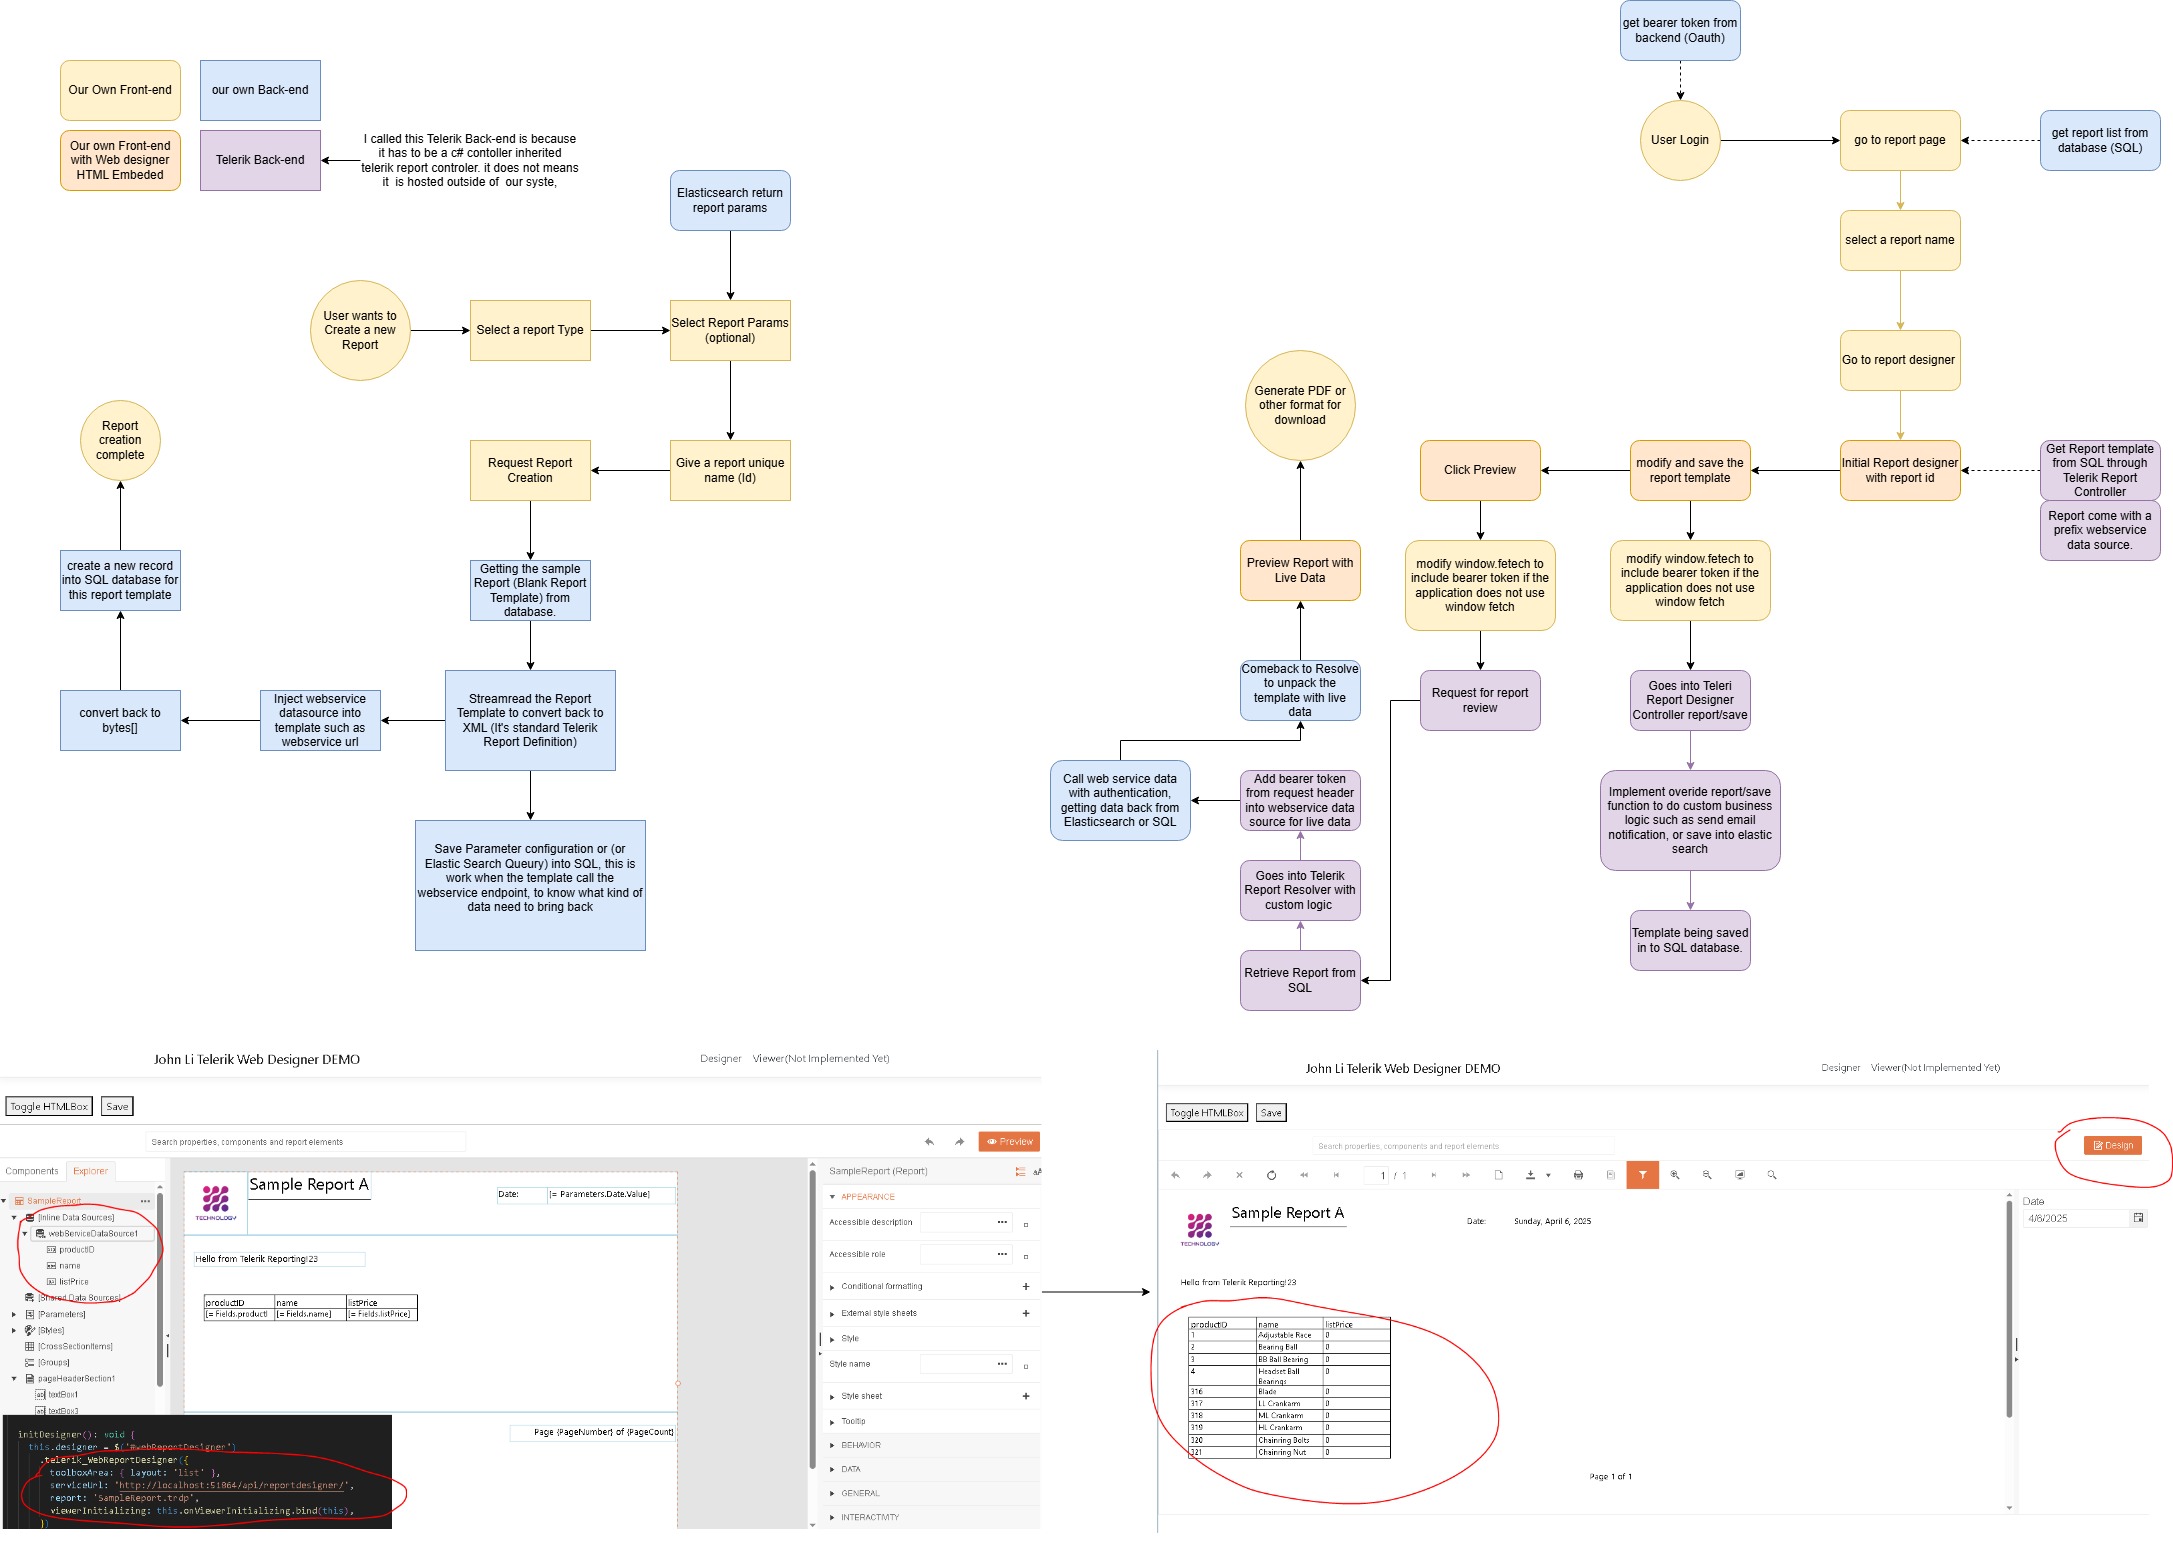 Our Own Front-end
our own Back-end
Our own Front-end
with Web designer
HTML Embeded
Telerik Back-end
I called this Telerik Back-end is because
it has to be a c# contoller inherited
telerik report controler. it does not means
it is hosted outside of our syste,
Elasticsearch return
report params
User wants to
Create a new
Report
Select a report Type
Select Report Params
(optional)
Report
creation
complete
Request Report
Creation
Give a report unique
name (Id)
create a new record
into SQL database for
this report template
Getting the sample
Report (Blank Report
Template) from
database.
convert back to
bytes[]
Inject webservice
datasource into
template such as
webservice url
Streamread the Report
Template to convert back to
XML (It's standard Telerik
Report Definition)
Save Parameter configuration or (or
Elastic Search Queury) into SQL, this is
work when the template call the
webservice endpoint, to know what kind of
data need to bring back
get bearer token from
backend (Oauth)
User Login
go to report page
get report list from
database (SQL)
select a report name
Go to report designer
Generate PDF or
other format for
download
Click Preview
modify and save the
report template
Initial Report designer
with report id
Get Report template
from SQL through
Telerik Report
Controller
Report come with a
prefix webservice
data source.
Preview Report with
Live Data
modify window.fetech to
include bearer token if the
application does not use
window fetch
modify window.fetech to
include bearer token if the
application does not use
window fetch
Comeback to Resolve
to unpack the
template with live
data
Request for report
review
Goes into Teleri
Report Designer
Controller report/save
Call web service data
with authentication,
getting data back from
Elasticsearch or SQL
Add bearer token
from request header
into webservice data
source for live data
Implement overide report/save
function to do custom business
logic such as send email
notification, or save into elastic
search
Goes into Telerik
Report Resolver with
custom logic
Template being saved
in to SQL database.
Retrieve Report from
SQL
John Li Telerik Web Designer DEMO
Designer Viewer(Not Implemented Yet)
Toggle HTMLBox Save
Search properties, components and report elements
Preview
Components Explorer
SampleReport
[Inline Data Sources]
webServiceDataSource1
productID
name
listPrice
[Shared Data Sources]
[Parameters]
[Styles]
[CrossSectionItems]
[Groups]
pageHeaderSection1
textBox1
textBox3
TECHNOLOGY
Sample Report A
Date: [= Parameters.Date.Value]
Hello from Telerik Reporting!23
productID name listPrice
[= Fields.productI [= Fields.name] [= Fields.listPrice]
Page {PageNumber} of {PageCount}
SampleReport (Report)
APPEARANCE
Accessible description
Accessible role
Conditional formatting
External style sheets
Style
Style name
Style sheet
Tooltip
BEHAVIOR
DATA
GENERAL
INTERACTIVITY
initDesigner(): void {
this.designer = $('#webReportDesigner')
.telerik_WebReportDesigner({
toolboxArea: { layout: 'list' },
serviceUrl: 'http://localhost:51864/api/reportdesigner/',
report: 'SampleReport.trdp',
viewerInitializing: this.onViewerInitializing.bind(this),
})
John Li Telerik Web Designer DEMO
Designer Viewer(Not Implemented Yet)
Toggle HTMLBox Save
Search properties, components and report elements
Design
1 / 1
Date
4/6/2025
TECHNOLOGY
Sample Report A
Date: Sunday, April 6, 2025
Hello from Telerik Reporting!23
productID name listPrice
1 Adjustable Race 0
2 Bearing Ball 0
3 BB Ball Bearing 0
4 Headset Ball
Bearings 0
316 Blade 0
317 LL Crankarm 0
318 ML Crankarm 0
319 HL Crankarm 0
320 Chainring Bolts 0
321 Chainring Nut 0
Page 1 of 1